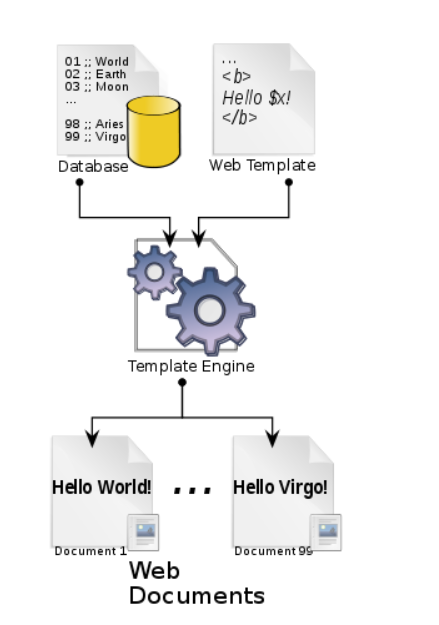 01 ;; World
02 ;; Earth
03 ;; Moon
...
98 ;; Aries
99 ;; Virgo
Database
...
<b>
Hello $x!
</b>
Web Template
Template Engine
Hello World!
...
Hello Virgo!
Document 1
Document 99
Web
Documents